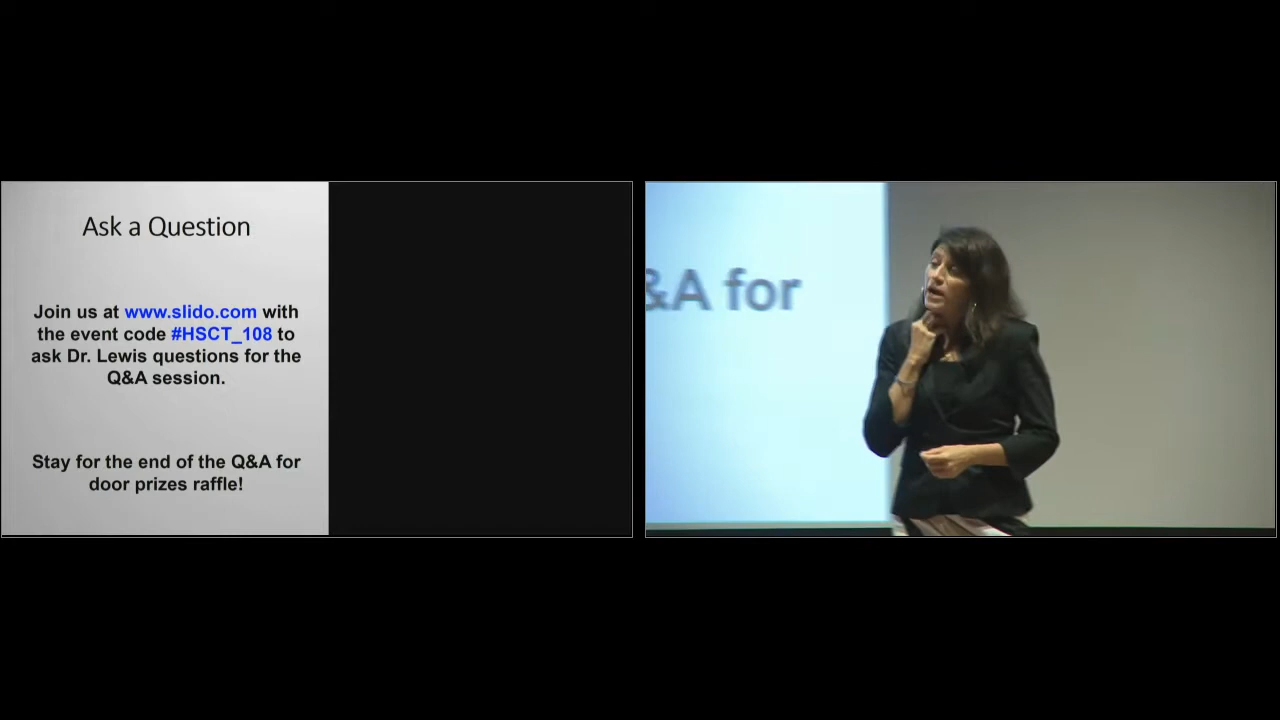 Ask a Question
Join us at www.slido.com with
the event code #HSCT_108 to
ask Dr. Lewis questions for the
Q&A session.
Stay for the end of the Q&A for
door prizes raffle!
&A for